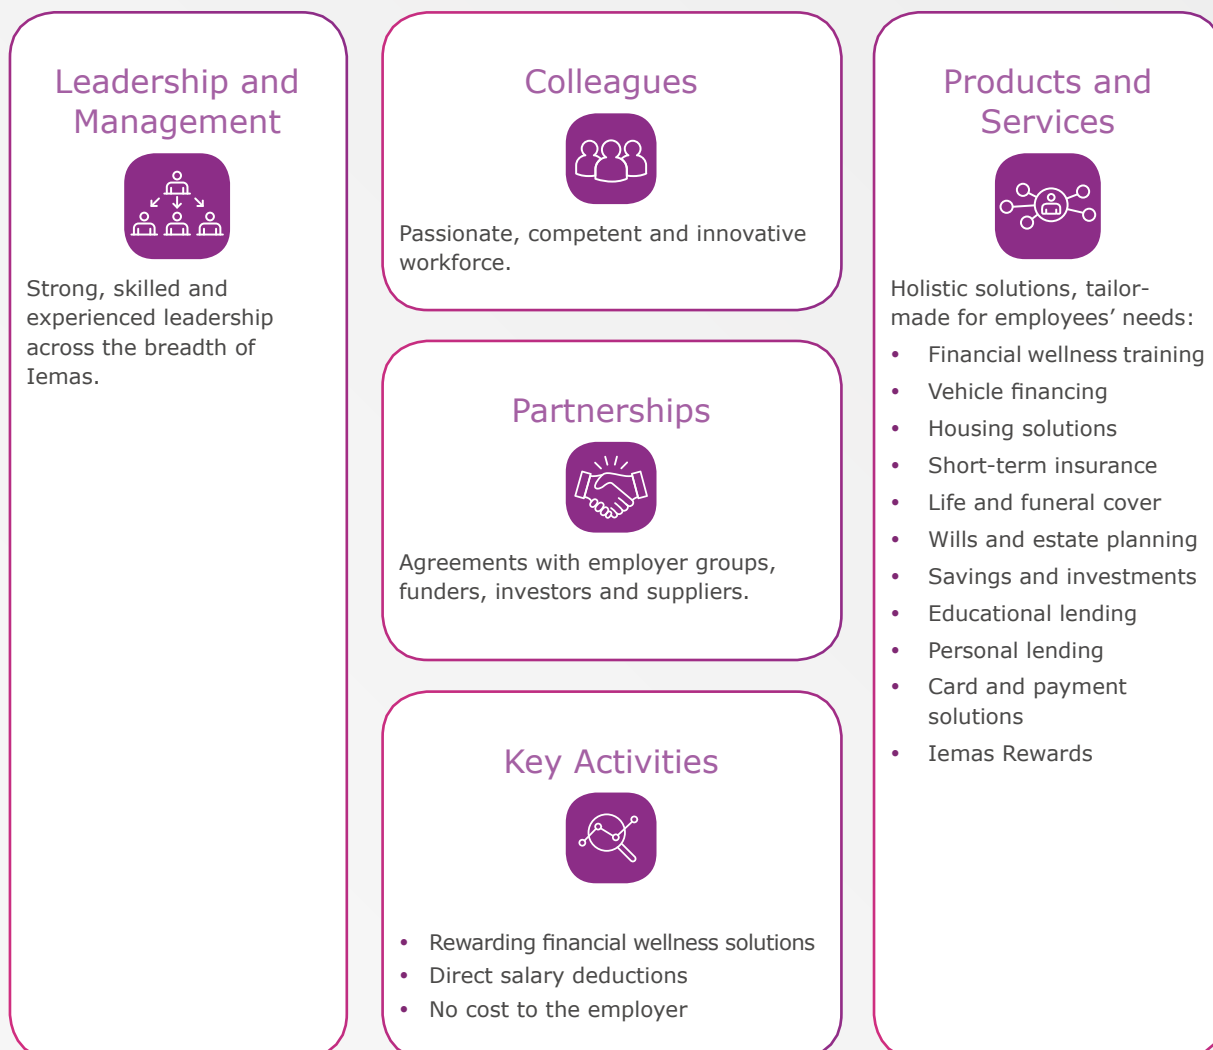 Leadership and
Management
Strong, skilled and
experienced leadership
across the breadth of
Iemas.
Colleagues
Passionate, competent and innovative
workforce.
Partnerships
Agreements with employer groups,
funders, investors and suppliers.
Key Activities
• Rewarding financial wellness solutions
• Direct salary deductions
• No cost to the employer
Products and
Services
Holistic solutions, tailor-
made for employees’ needs:
• Financial wellness training
• Vehicle financing
• Housing solutions
• Short-term insurance
• Life and funeral cover
• Wills and estate planning
• Savings and investments
• Educational lending
• Personal lending
• Card and payment
solutions
• Iemas Rewards